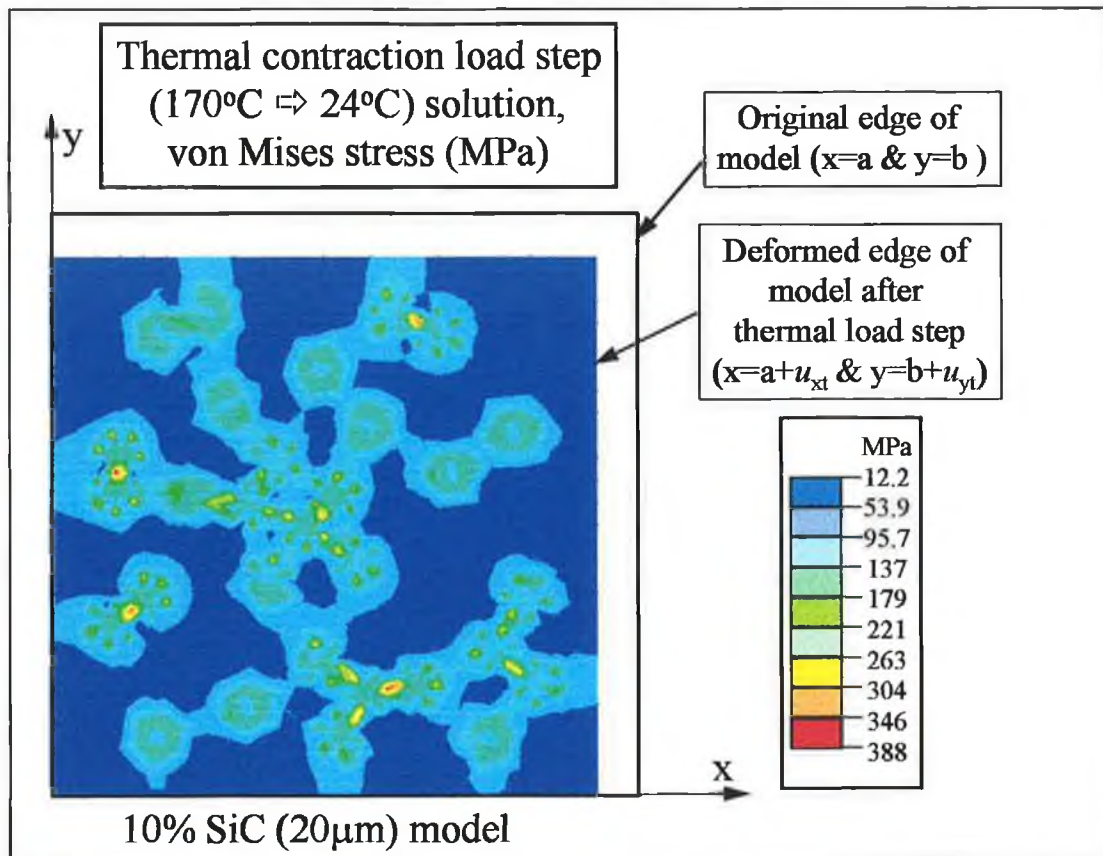 Thermal contraction load step
(170°C ⇨ 24°C) solution,
von Mises stress (MPa)
y
Original edge of
model (x=a & y=b )
Deformed edge of
model after
thermal load step
(x=a+uxt & y=b+uyt)
MPa
12.2
53.9
95.7
137
179
221
263
304
346
388
x
10% SiC (20μm) model